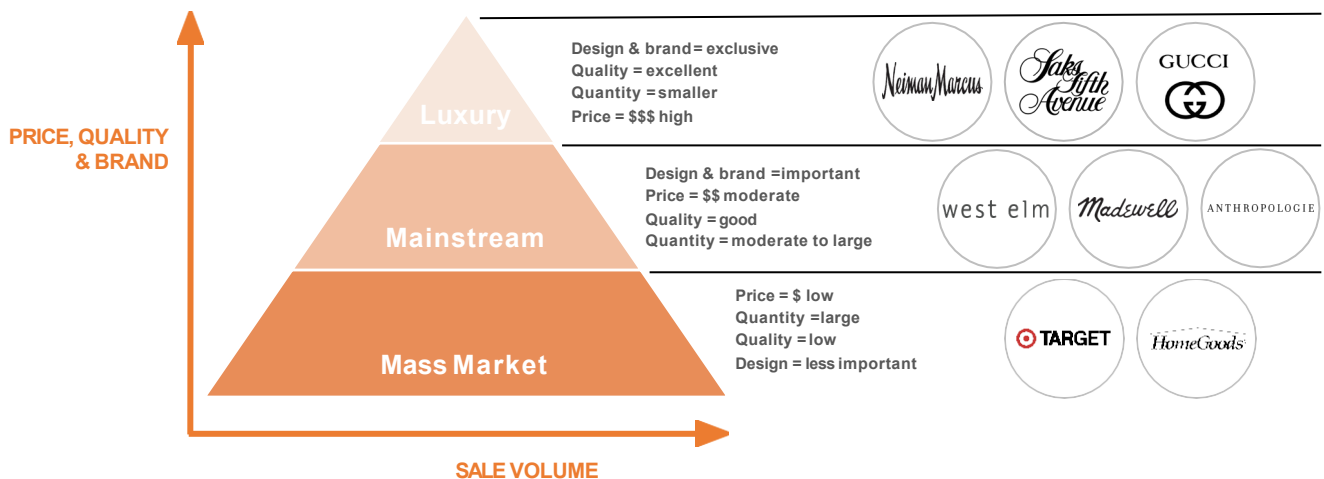 PRICE, QUALITY
& BRAND
Luxury
Design & brand = exclusive
Quality = excellent
Quantity = smaller
Price = $$$ high
Neiman Marcus
Saks
Fifth
Avenue
GUCCI
Mainstream
Design & brand =important
Price = $$ moderate
Quality = good
Quantity = moderate to large
west elm
Madewell
ANTHROPOLOGIE
Mass Market
Price = $ low
Quantity =large
Quality = low
Design = less important
TARGET
HomeGoods
SALE VOLUME